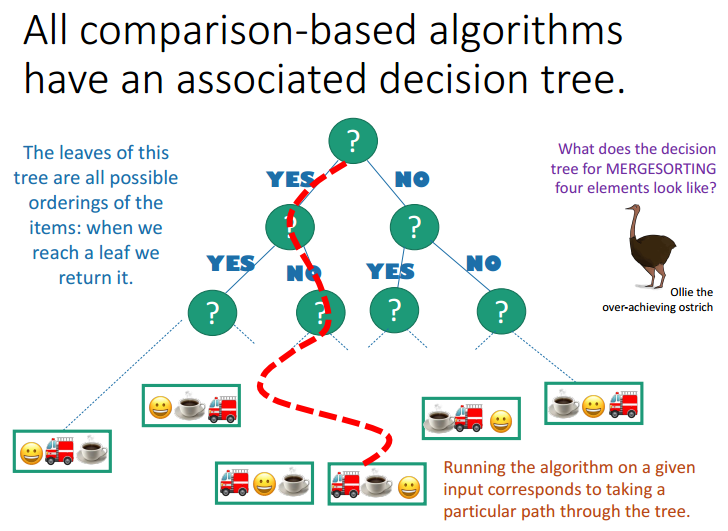 All comparison-based algorithms
have an associated decision tree.
The leaves of this
tree are all possible
orderings of the
items: when we
reach a leaf we
return it.
?
YES
NO
What does the decision
tree for MERGESORTING
four elements look like?
?
?
YES
NO
YES
NO
?
?
?
?
Ollie the
over-achieving ostrich
Running the algorithm on a given
input corresponds to taking a
particular path through the tree.